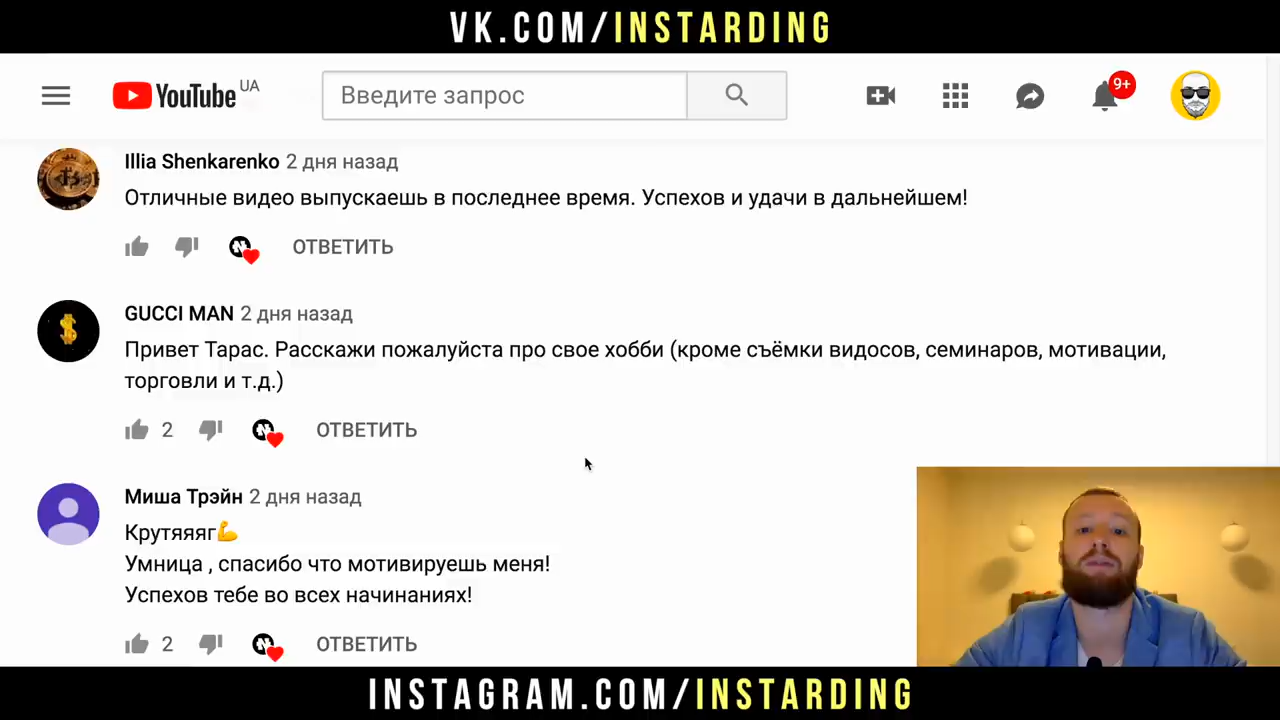 VK.COM/INSTARDING
YouTube UA
Введите запрос
9+
Illia Shenkarenko 2 дня назад
Отличные видео выпускаешь в последнее время. Успехов и удачи в дальнейшем!
ОТВЕТИТЬ
GUCCI MAN 2 дня назад
Привет Тарас. Расскажи пожалуйста про свое хобби (кроме съёмки видосов, семинаров, мотивации,
торговли и т.д.)
2 ОТВЕТИТЬ
Миша Трэйн 2 дня назад
Крутяяяг💪
Умница , спасибо что мотивируешь меня!
Успехов тебе во всех начинаниях!
2 ОТВЕТИТЬ
INSTAGRAM.COM/INSTARDING